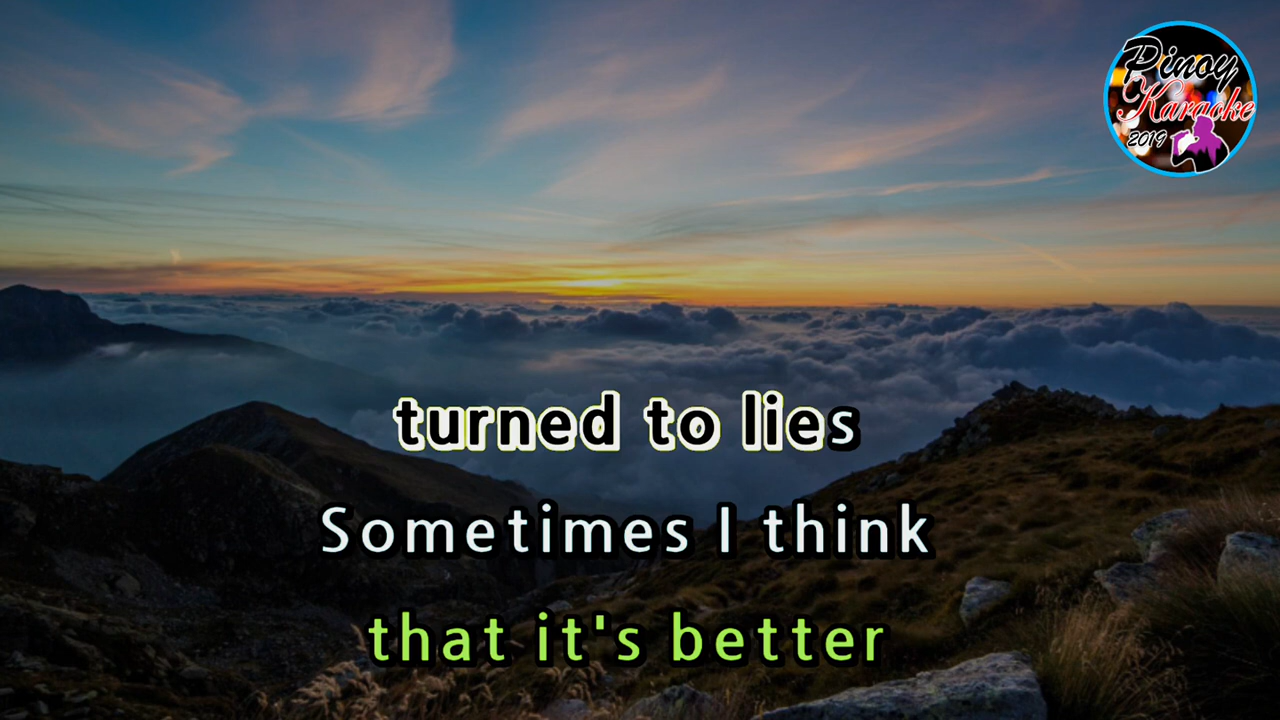 Pinoy
Karaoke
2019
turned to lies
Sometimes I think
that it's better